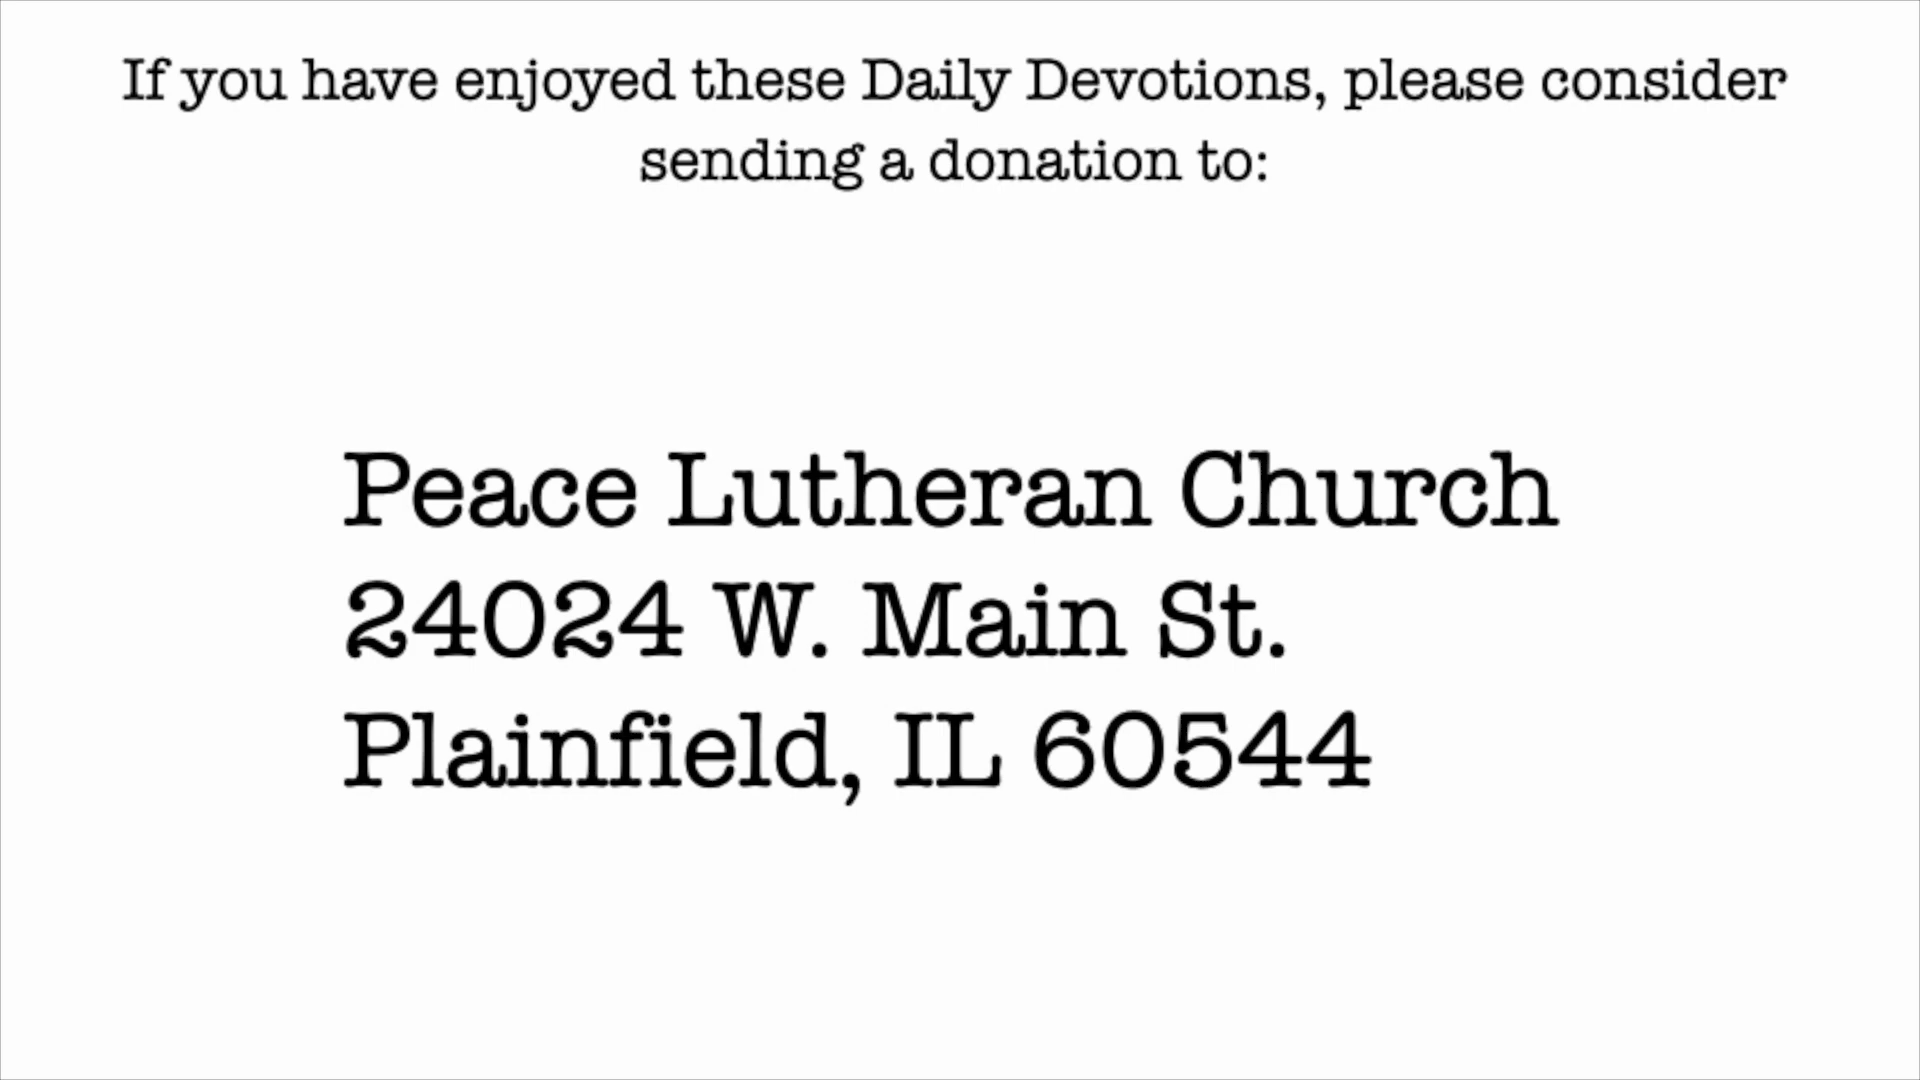 If you have enjoyed these Daily Devotions, please consider
sending a donation to:
Peace Lutheran Church
24024 W. Main St.
Plainfield, IL 60544